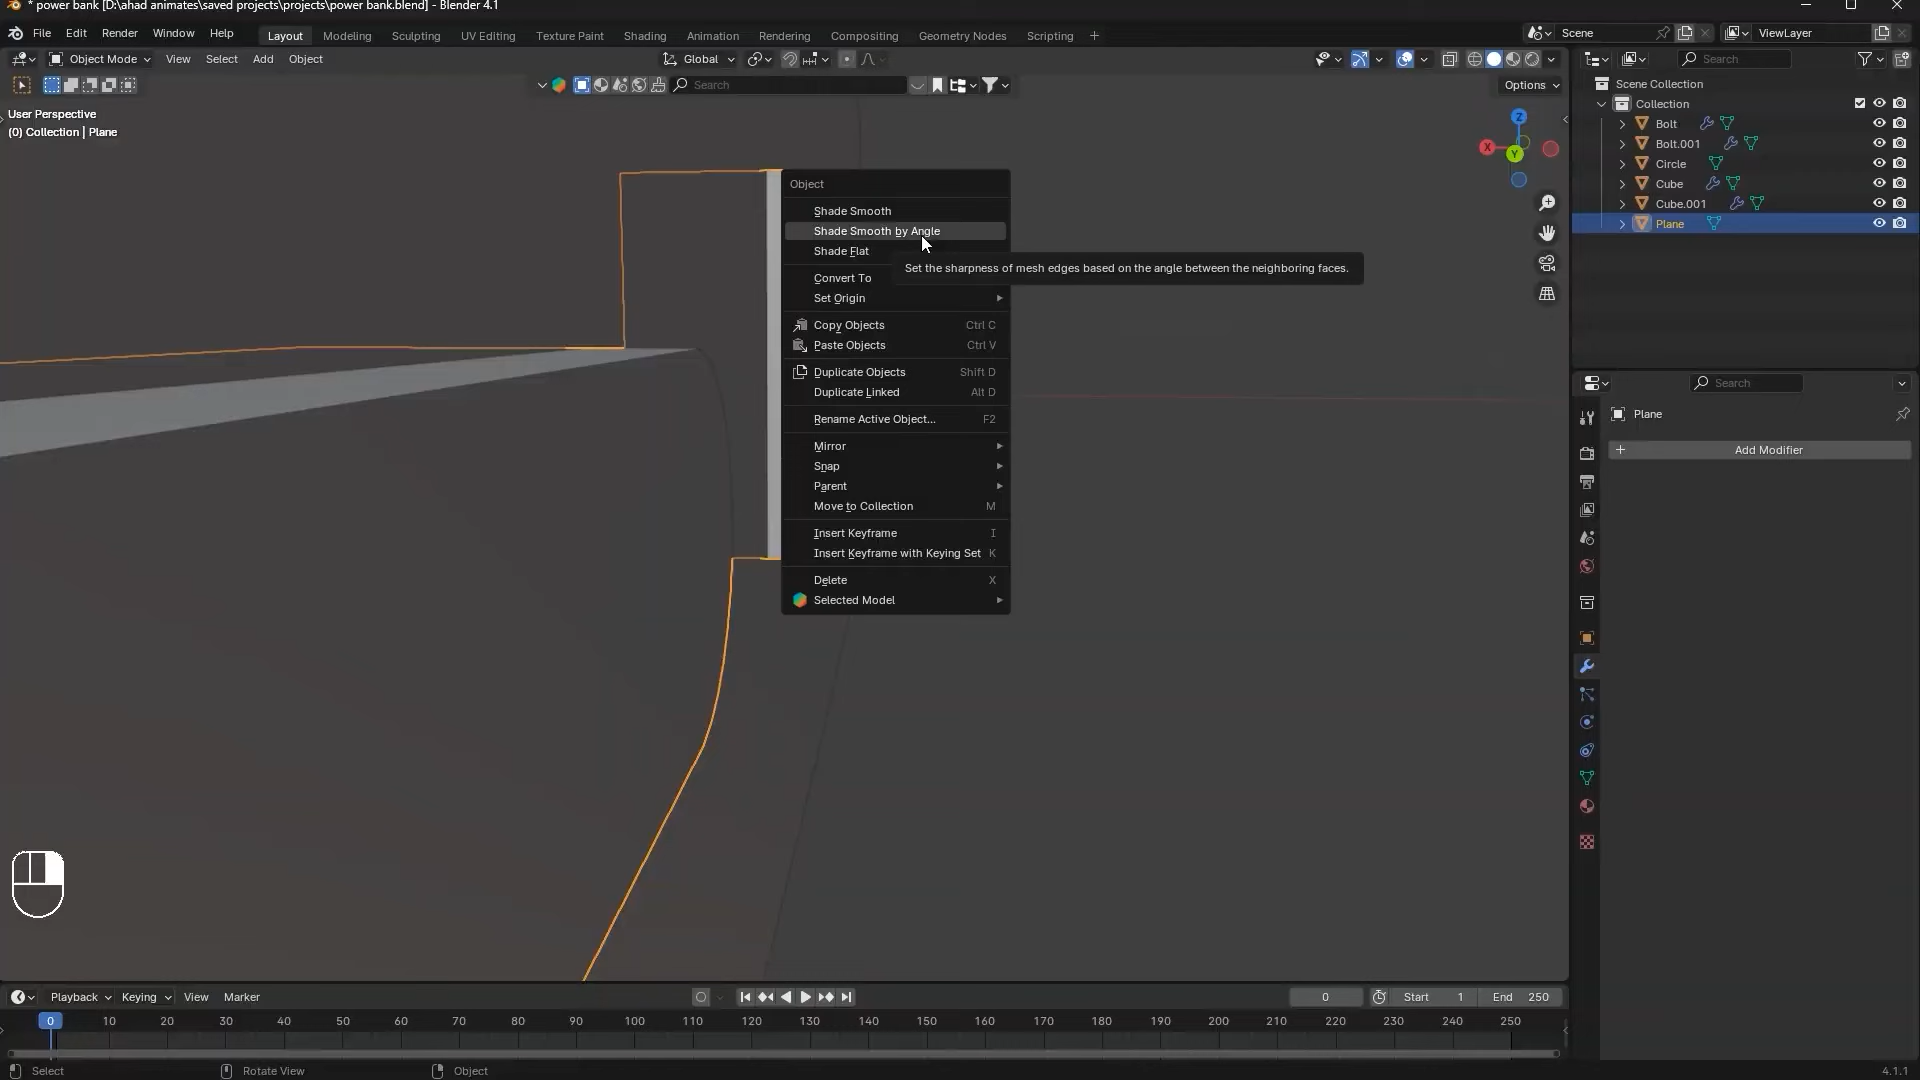 * power bank [D:\ahad animates\saved projects\projects\power bank.blend] - Blender 4.1
File Edit Render Window Help Layout Modeling Sculpting UV Editing Texture Paint Shading Animation Rendering Compositing Geometry Nodes Scripting + Scene ViewLayer
Object Mode View Select Add Object Global Search
Search Options
User Perspective
(0) Collection | Plane
Z
X
Y
Scene Collection
Collection
Bolt
Bolt.001
Circle
Cube
Cube.001
Plane
Object
Shade Smooth
Shade Smooth by Angle
Shade Flat
Set the sharpness of mesh edges based on the angle between the neighboring faces.
Convert To
Set Origin
Copy Objects Ctrl C
Paste Objects Ctrl V
Duplicate Objects Shift D
Duplicate Linked Alt D
Rename Active Object... F2
Mirror
Snap
Parent
Move to Collection M
Insert Keyframe I
Insert Keyframe with Keying Set K
Delete X
Selected Model
Search
Plane
+ Add Modifier
Playback Keying View Marker 0 Start 1 End 250
0 10 20 30 40 50 60 70 80 90 100 110 120 130 140 150 160 170 180 190 200 210 220 230 240 250
Select Rotate View Object 4.1.1